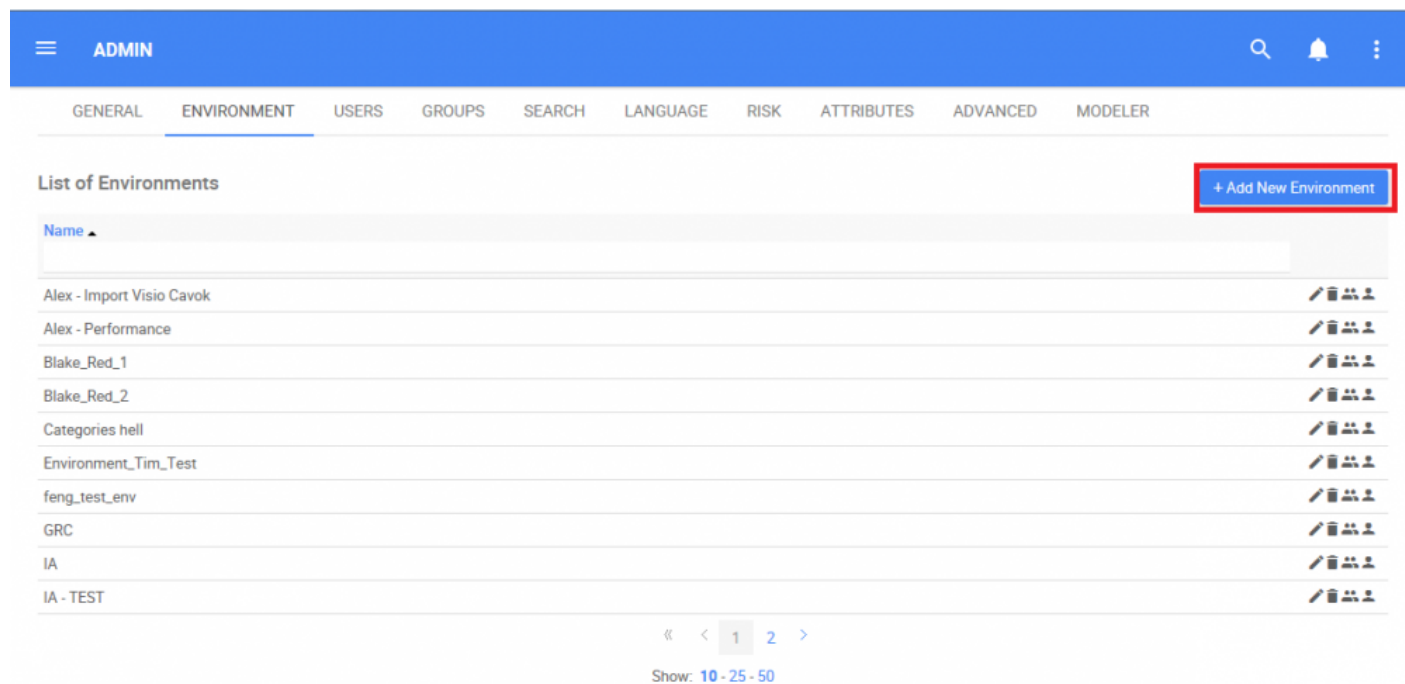 ADMIN
GENERAL ENVIRONMENT USERS GROUPS SEARCH LANGUAGE RISK ATTRIBUTES ADVANCED MODELER
List of Environments
+ Add New Environment
Name
Alex - Import Visio Cavok
Alex - Performance
Blake_Red_1
Blake_Red_2
Categories hell
Environment_Tim_Test
feng_test_env
GRC
IA
IA - TEST
« < 1 2 >
Show: 10 - 25 - 50